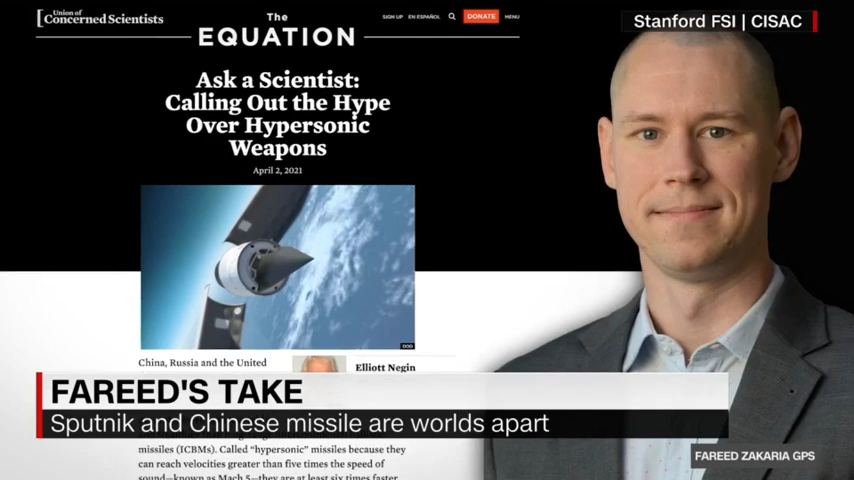 Union of
Concerned Scientists
The
EQUATION
SIGN UP EN ESPAÑOL DONATE MENU
Stanford FSI | CISAC
Ask a Scientist:
Calling Out the Hype
Over Hypersonic
Weapons
April 2, 2021
DOD
China, Russia and the United
Elliott Negin
FAREED'S TAKE
Sputnik and Chinese missile are worlds apart
missiles (ICBMs). Called "hypersonic" missiles because they
can reach velocities greater than five times the speed of
sound—known as Mach 5—they are at least six times faster
FAREED ZAKARIA GPS